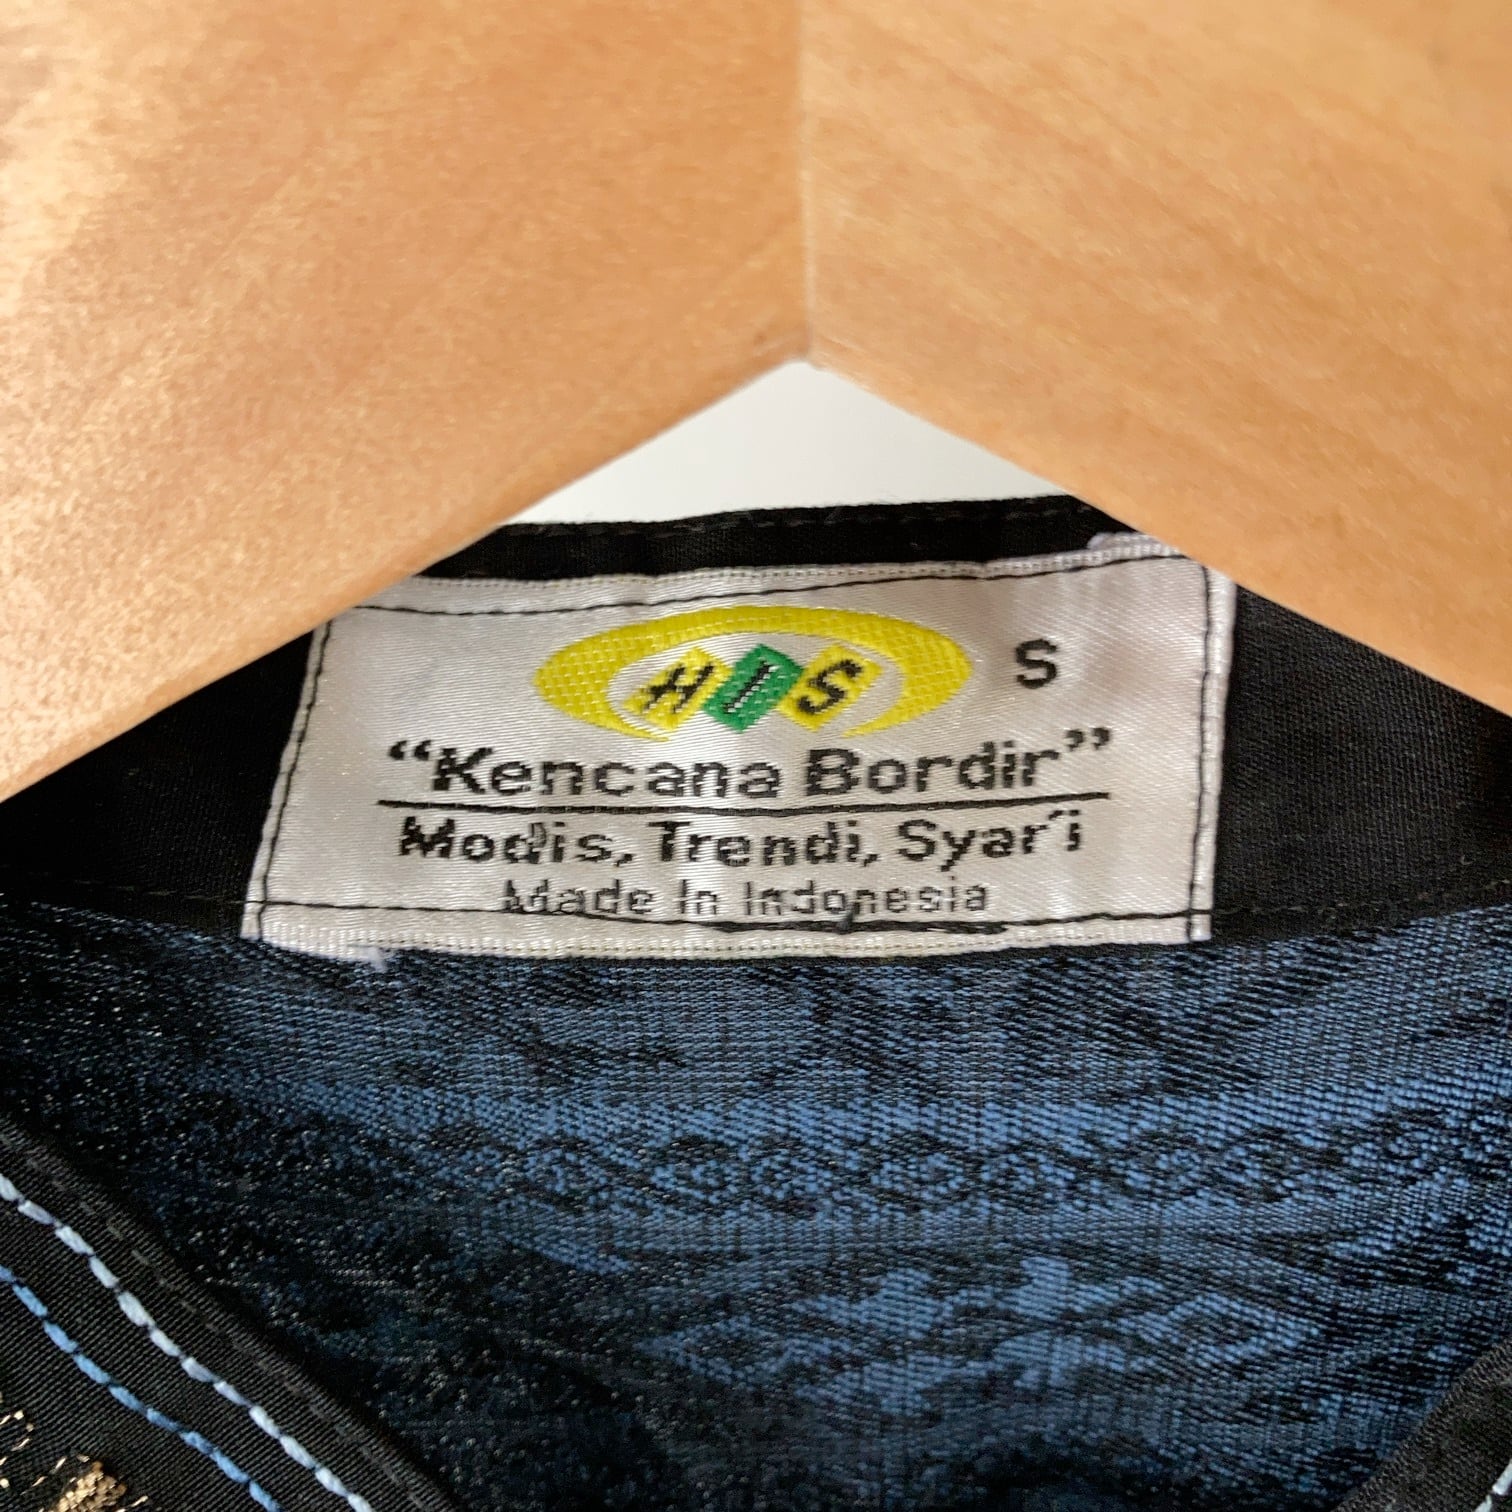 HIS S
“Kencana Bordir”
Modis, Trendi, Syar'i
Made In Indonesia